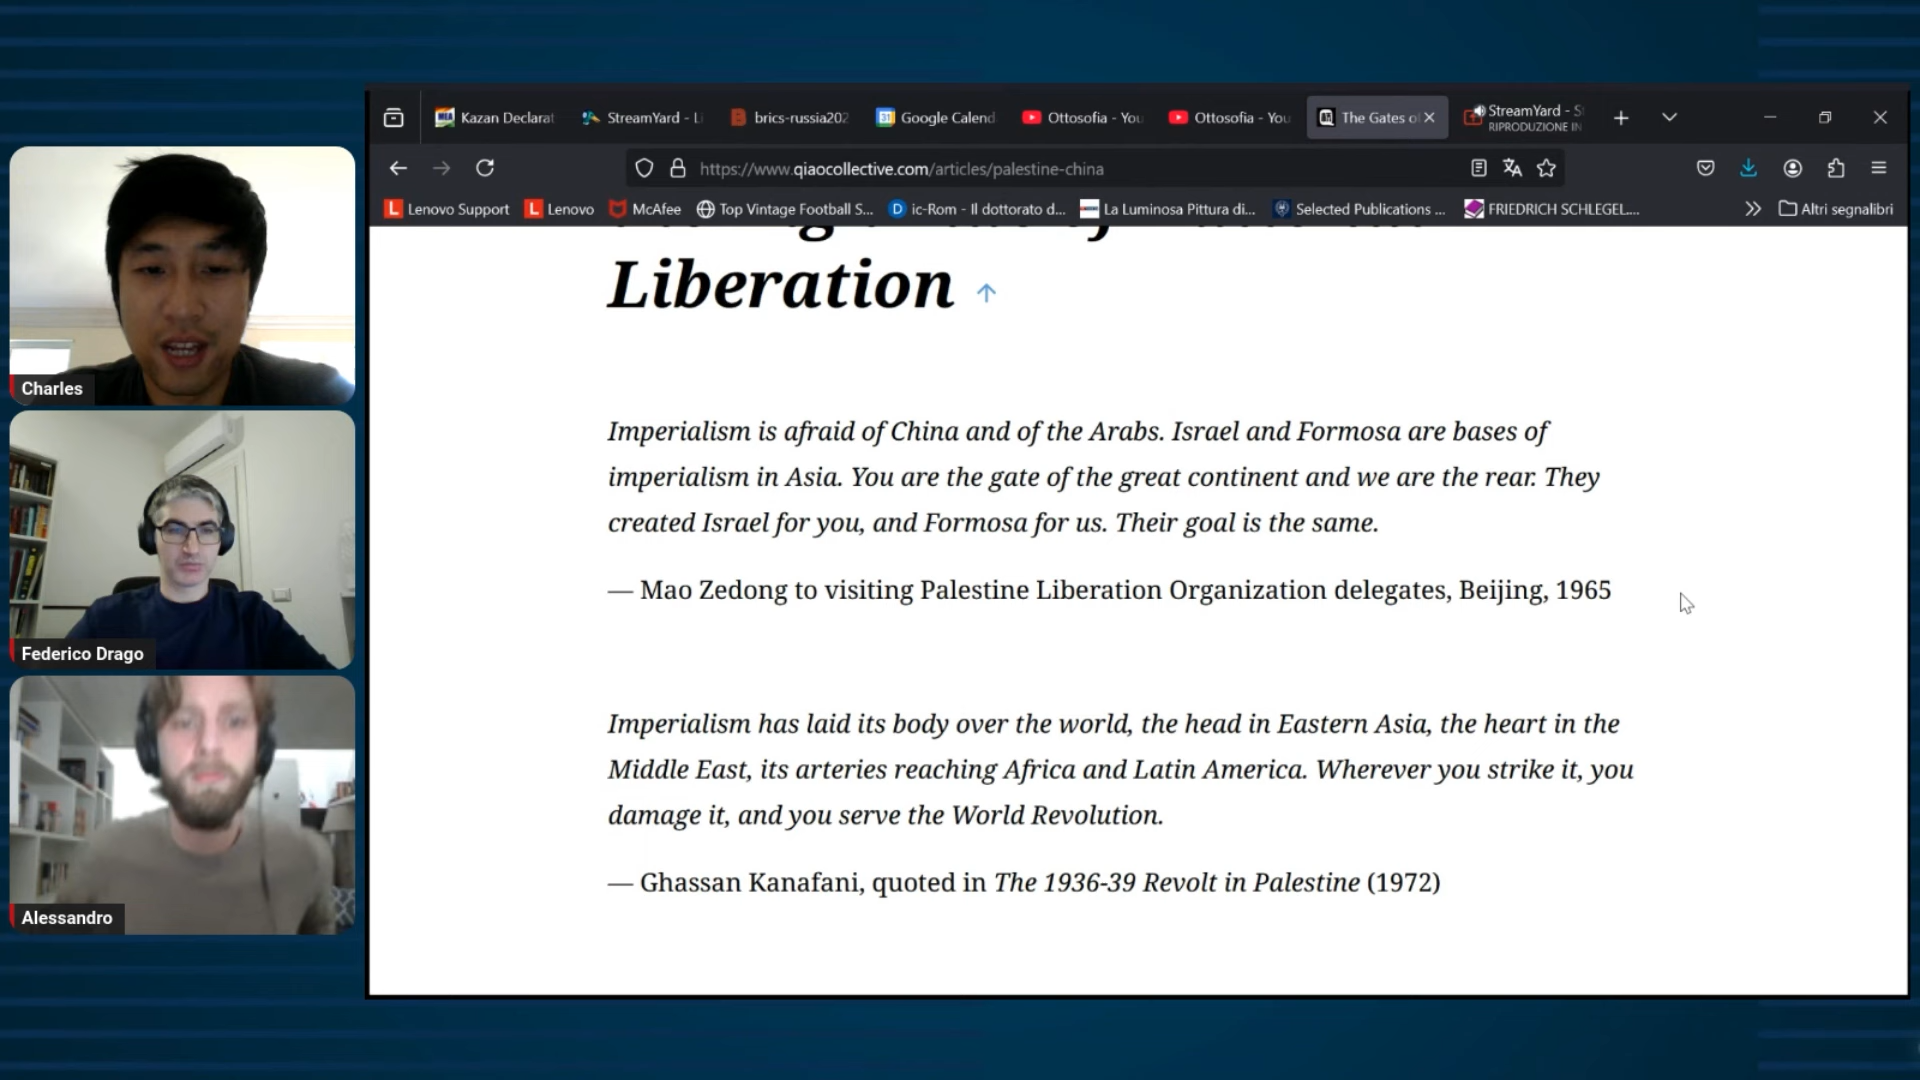 Kazan Declarat
StreamYard - Li
brics-russia202
Google Calend
Ottosofia - You
Ottosofia - You
The Gates o
StreamYard - S
RIPRODUZIONE IN
https://www.qiaocollective.com/articles/palestine-china
Lenovo Support
Lenovo
McAfee
Top Vintage Football S...
ic-Rom - Il dottorato d...
La Luminosa Pittura di...
Selected Publications ...
FRIEDRICH SCHLEGEL....
Altri segnalibri
Liberation
Imperialism is afraid of China and of the Arabs. Israel and Formosa are bases of
imperialism in Asia. You are the gate of the great continent and we are the rear. They
created Israel for you, and Formosa for us. Their goal is the same.
— Mao Zedong to visiting Palestine Liberation Organization delegates, Beijing, 1965
Imperialism has laid its body over the world, the head in Eastern Asia, the heart in the
Middle East, its arteries reaching Africa and Latin America. Wherever you strike it, you
damage it, and you serve the World Revolution.
— Ghassan Kanafani, quoted in The 1936-39 Revolt in Palestine (1972)
Charles
Federico Drago
Alessandro